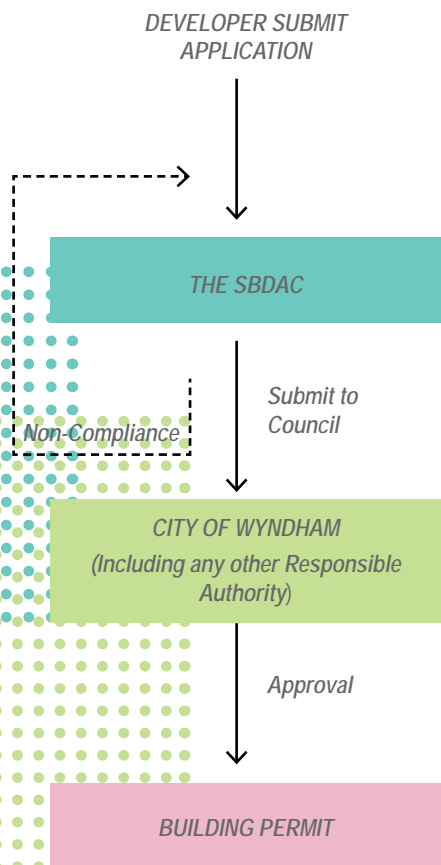 DEVELOPER SUBMIT
APPLICATION
THE SBDAC
Submit to
Council
Non-Compliance
CITY OF WYNDHAM
(Including any other Responsible
Authority)
Approval
BUILDING PERMIT